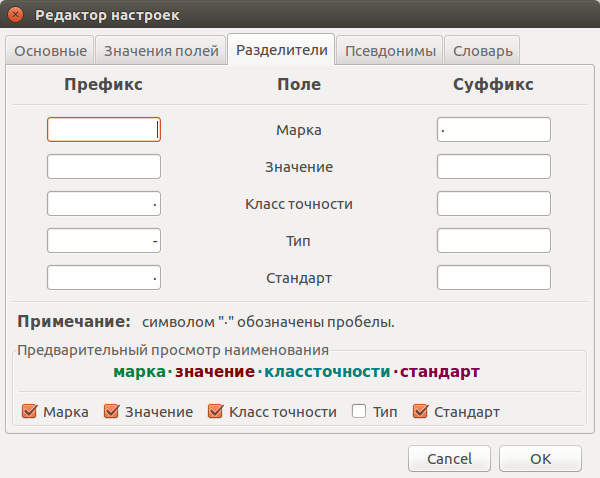 Редактор настроек
Основные Значения полей Разделители Псевдонимы Словарь
Префикс Поле Суффикс
Марка ·
Значение
· Класс точности
- Тип
· Стандарт
Примечание: символом "·" обозначены пробелы.
Предварительный просмотр наименования
марка·значение·классточности·стандарт
Марка Значение Класс точности Тип Стандарт
Cancel OK